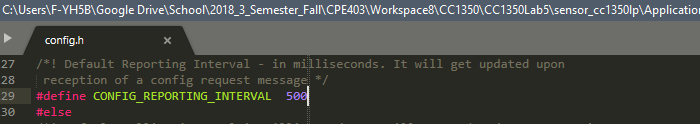 C:\Users\F-YH5B\Google Drive\School\2018_3_Semester_Fall\CPE403\Workspace8\CC1350\CC1350Lab5\sensor_cc1350lp\Application
config.h ×
27 /*! Default Reporting Interval - in milliseconds. It will get updated upon
28 reception of a config request message */
29 #define CONFIG_REPORTING_INTERVAL 500
30 #else